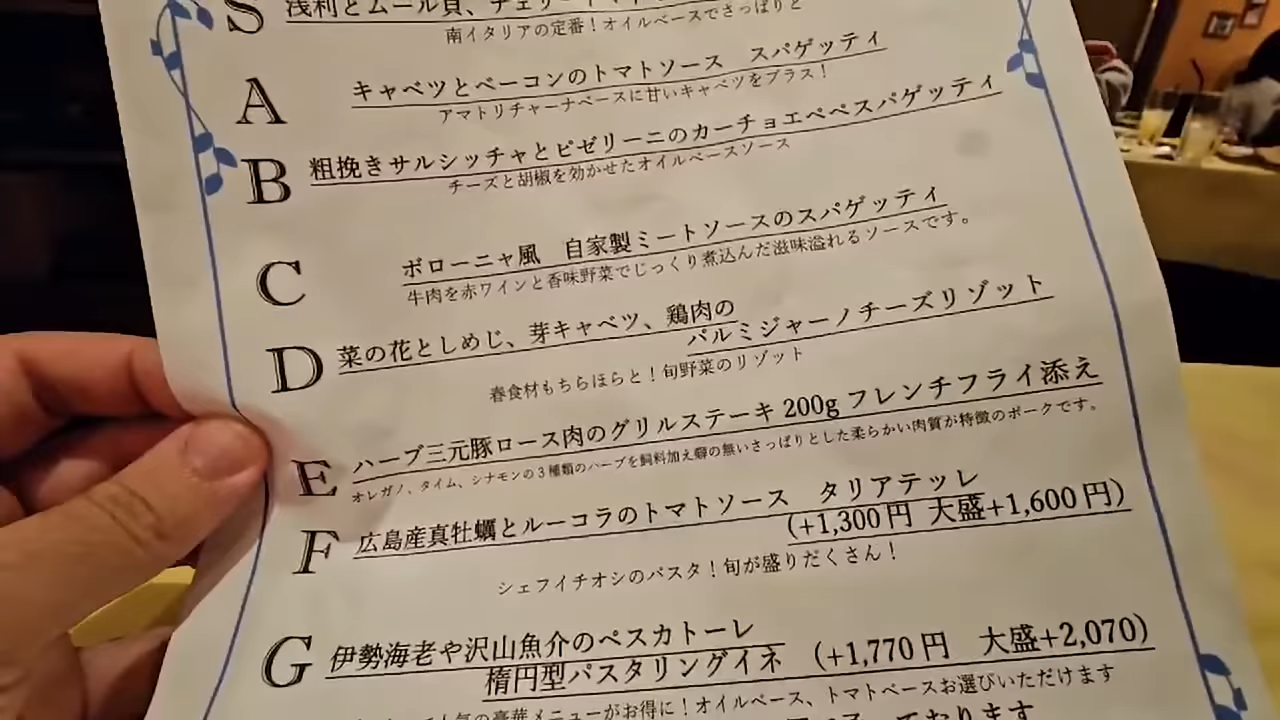 S 浅利とムール貝、チェリートマト
南イタリアの定番！オイルベースでさっぱりと
A キャベツとベーコンのトマトソース　スパゲッティ
アマトリチャーナベースに甘いキャベツをプラス！
B 粗挽きサルシッチャとピゼリーニのカーチョエペペスパゲッティ
チーズと胡椒を効かせたオイルベースソース
C ボローニャ風　自家製ミートソースのスパゲッティ
牛肉を赤ワインと香味野菜でじっくり煮込んだ滋味溢れるソースです。
D 菜の花としめじ、芽キャベツ、鶏肉の
パルミジャーノチーズリゾット
春食材もちらほらと！旬野菜のリゾット
E ハーブ三元豚ロース肉のグリルステーキ 200g フレンチフライ添え
オレガノ、タイム、シナモンの３種類のハーブを飼料加え癖の無いさっぱりとした柔らかい肉質が特徴のポークです。
F 広島産真牡蠣とルーコラのトマトソース　タリアテッレ
(+1,300円 大盛+1,600円)
シェフイチオシのパスタ！旬が盛りだくさん！
G 伊勢海老や沢山魚介のペスカトーレ
楕円型パスタリングイネ　(+1,770円　大盛+2,070)
人気の豪華メニューがお得に！オイルベース、トマトベースお選びいただけます
ております